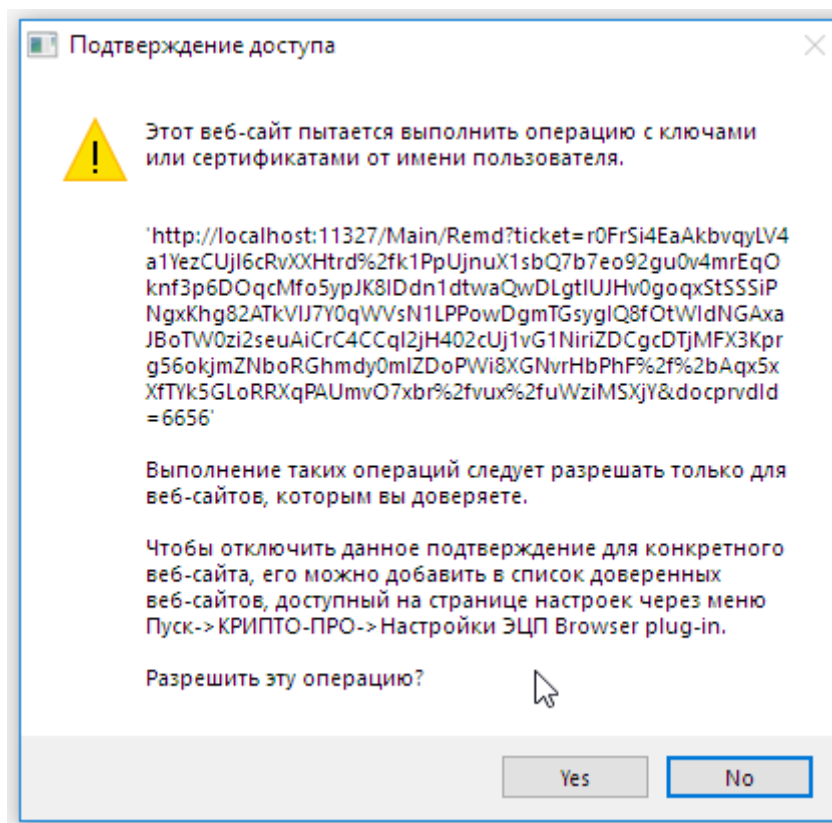 Подтверждение доступа
Этот веб-сайт пытается выполнить операцию с ключами
или сертификатами от имени пользователя.
'http://localhost:11327/Main/Remd?ticket=r0FrSi4EaAkbvqyLV4
a1YezCUjI6cRvXXHtrd%2fk1PpUjnuX1sbQ7b7eo92gu0v4mrEqO
knf3p6DOqcMfo5ypJK8IDdn1dtwaQwDLgtIUJHv0goqxStSSSiP
NgxKhg82ATkVIJ7Y0qWVsN1LPPowDgmTGsyglQ8fOtWIdNGAxa
JBoTW0zi2seuAiCrC4CCqI2jH402cUj1vG1NiriZDCgcDTjMFX3Kpr
g56okjmZNboRGhmdy0mIZDoPWi8XGNvrHbPhF%2f%2bAqx5x
XfTYk5GLoRRXqPAUmvO7xbr%2fvux%2fuWziMSXjY&docprvdId
=6656'
Выполнение таких операций следует разрешать только для
веб-сайтов, которым вы доверяете.
Чтобы отключить данное подтверждение для конкретного
веб-сайта, его можно добавить в список доверенных
веб-сайтов, доступный на странице настроек через меню
Пуск->КРИПТО-ПРО->Настройки ЭЦП Browser plug-in.
Разрешить эту операцию?
Yes
No